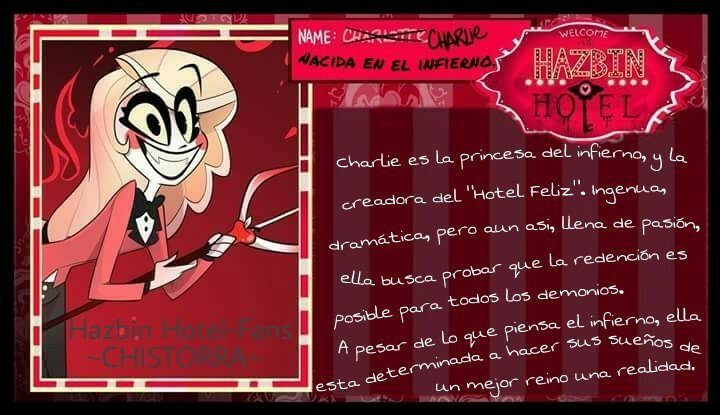 NAME: CHARLOTTE CHARLIE
NACIDA EN EL INFIERNO.
WELCOME
HAZBIN
HOTEL
Charlie es la princesa del infierno, y la
creadora del "Hotel Feliz". Ingenua,
dramática, pero aun asi, llena de pasión,
ella busca probar que la redención es
posible para todos los demonios.
A pesar de lo que piensa el infierno, ella
esta determinada a hacer sus sueños de
un mejor reino una realidad.
Hazbin Hotel-Fans
~CHISTORRA~